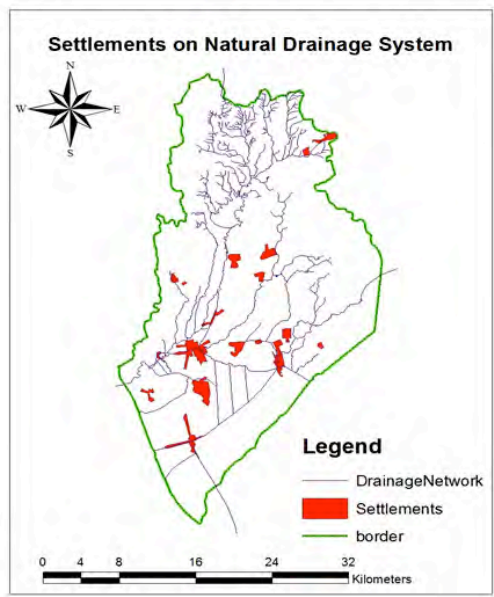 Settlements on Natural Drainage System
N
W E
S
Legend
DrainageNetwork
Settlements
border
0 4 8 16 24 32
Kilometers